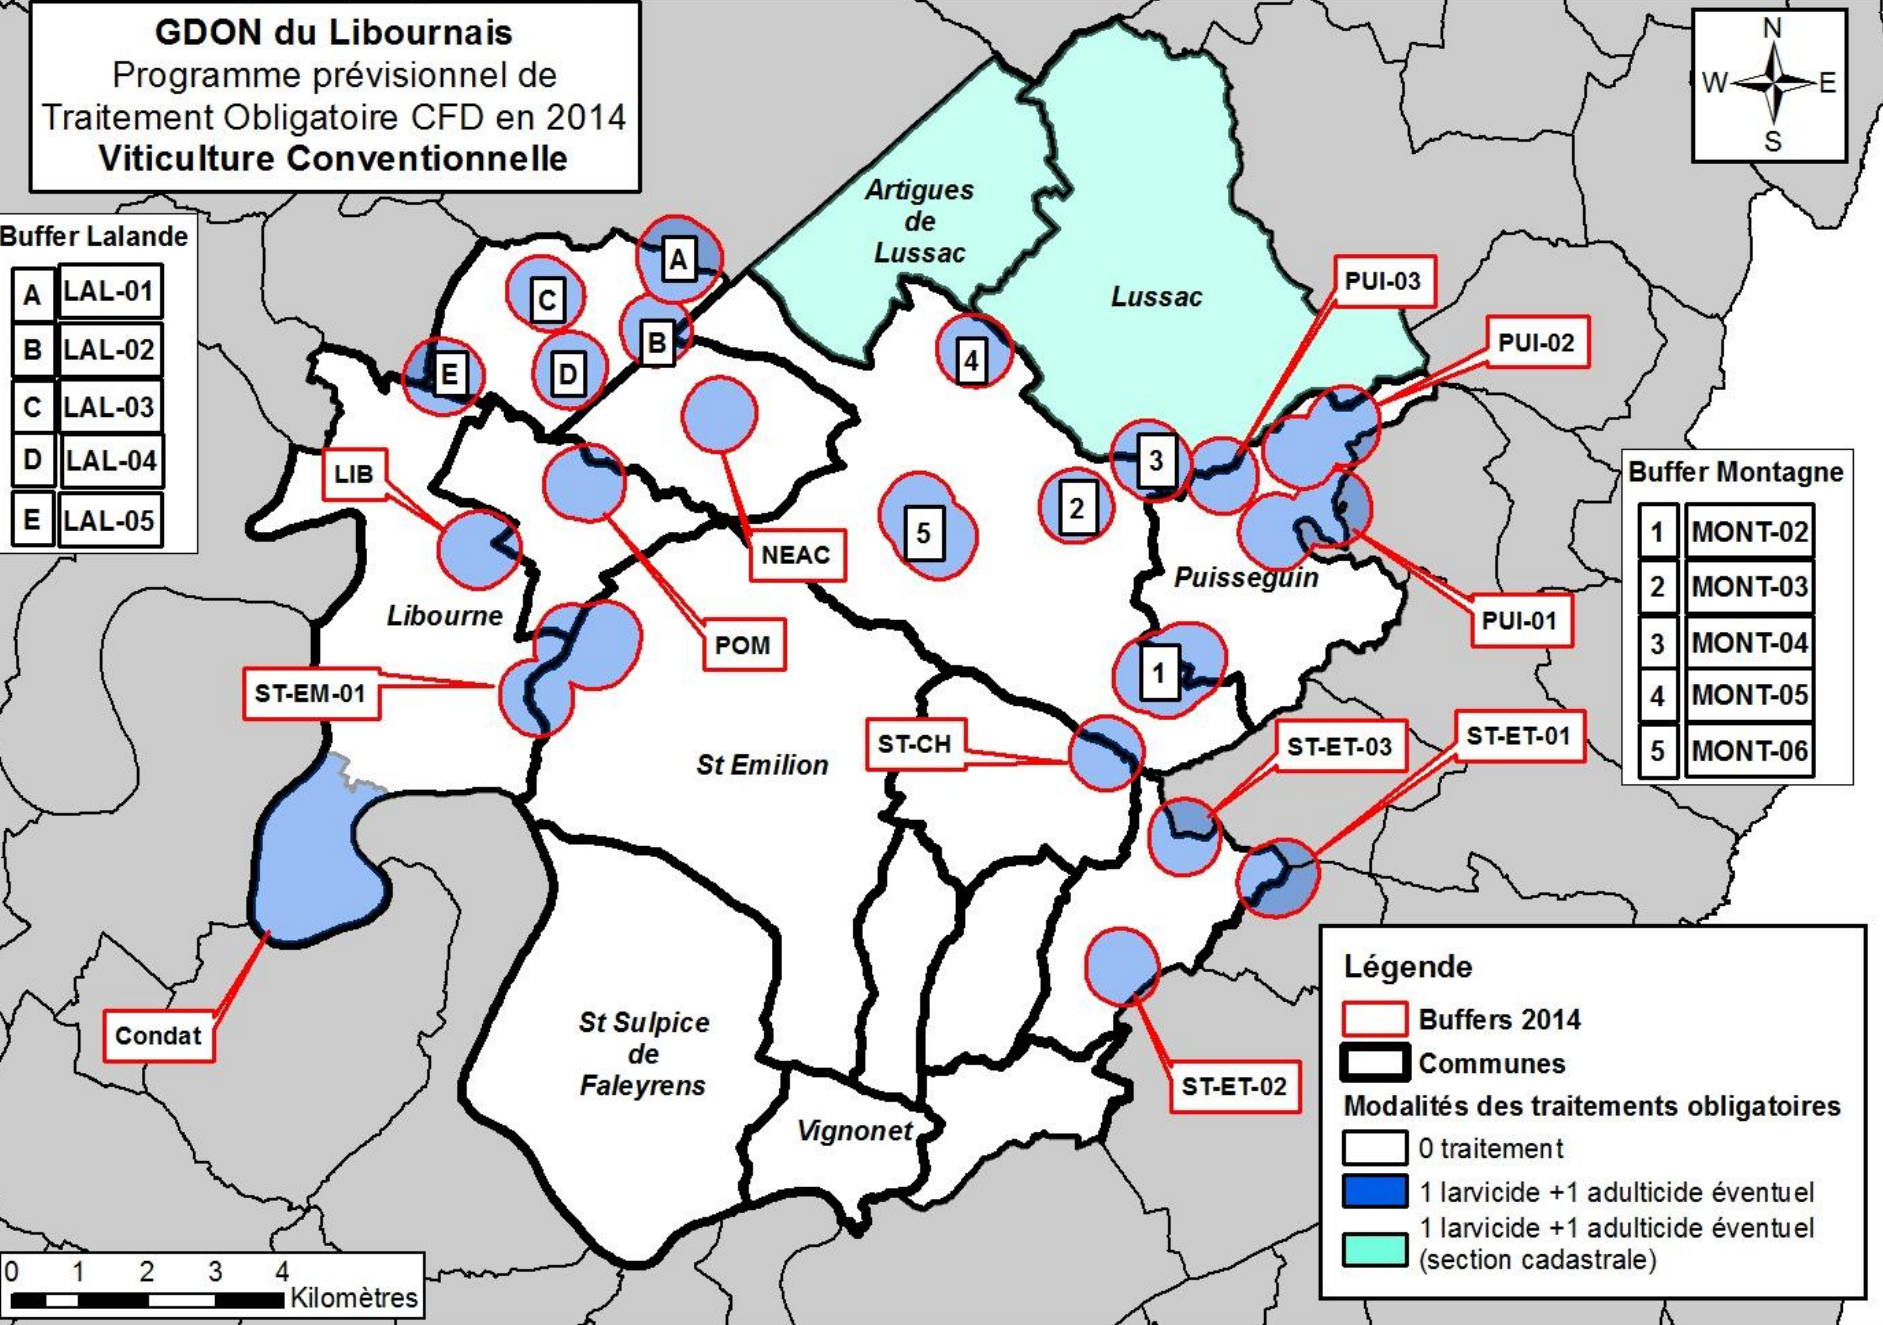 GDON du Libournais
Programme prévisionnel de
Traitement Obligatoire CFD en 2014
Viticulture Conventionnelle
N
W E
S
Buffer Lalande
A LAL-01
B LAL-02
C LAL-03
D LAL-04
E LAL-05
Artigues
de
Lussac
Lussac
A
C
B
D
E
4
PUI-03
PUI-02
LIB
3
2
5
NEAC
Puisseguin
PUI-01
Libourne
POM
ST-EM-01
1
ST-CH
St Emilion
ST-ET-03
ST-ET-01
Buffer Montagne
1 MONT-02
2 MONT-03
3 MONT-04
4 MONT-05
5 MONT-06
Condat
St Sulpice
de
Faleyrens
Vignonet
ST-ET-02
Légende
Buffers 2014
Communes
Modalités des traitements obligatoires
0 traitement
1 larvicide +1 adulticide éventuel
1 larvicide +1 adulticide éventuel
(section cadastrale)
0 1 2 3 4
Kilomètres